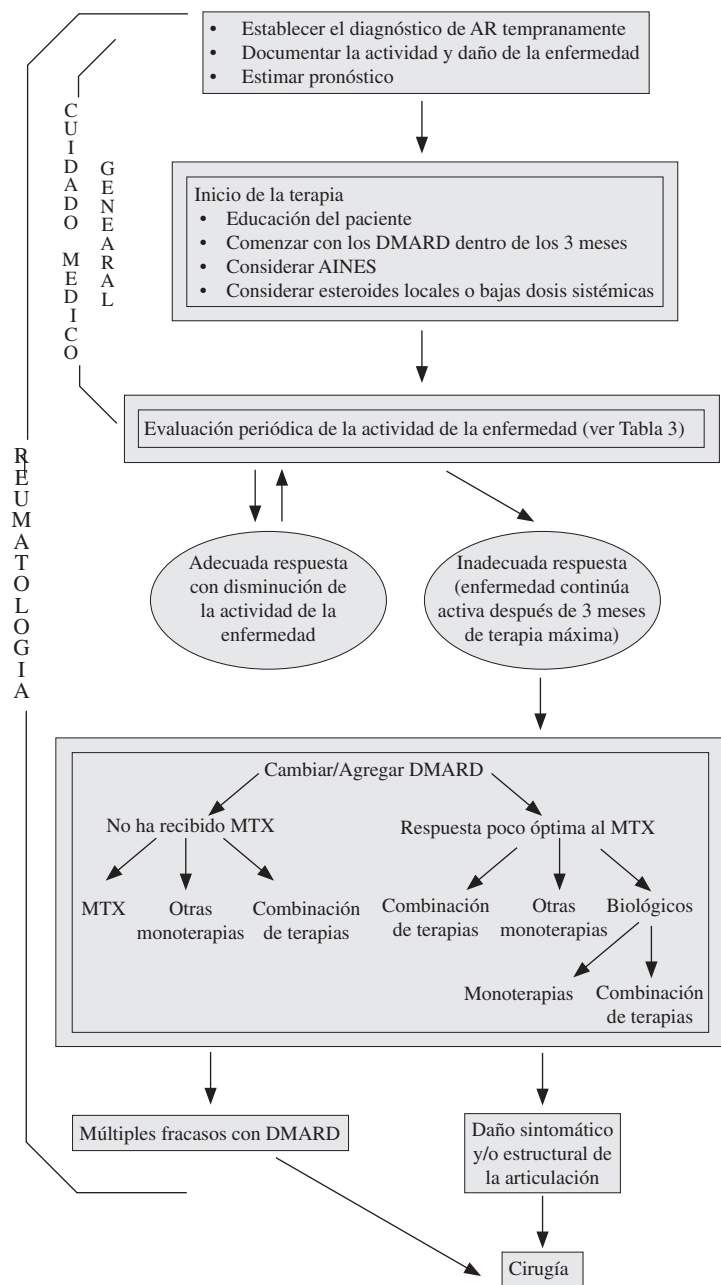 • Establecer el diagnóstico de AR tempranamente
• Documentar la actividad y daño de la enfermedad
• Estimar pronóstico
CUIDADO MEDICO
GENEARAL
Inicio de la terapia
• Educación del paciente
• Comenzar con los DMARD dentro de los 3 meses
• Considerar AINES
• Considerar esteroides locales o bajas dosis sistémicas
Evaluación periódica de la actividad de la enfermedad (ver Tabla 3)
REUMATOLOGIA
Adecuada respuesta
con disminución de
la actividad de la
enfermedad
Inadecuada respuesta
(enfermedad continúa
activa después de 3 meses
de terapia máxima)
Cambiar/Agregar DMARD
No ha recibido MTX
Respuesta poco óptima al MTX
MTX
Otras
monoterapias
Combinación
de terapias
Combinación
de terapias
Otras
monoterapias
Biológicos
Monoterapias
Combinación
de terapias
Múltiples fracasos con DMARD
Daño sintomático
y/o estructural de
la articulación
Cirugía